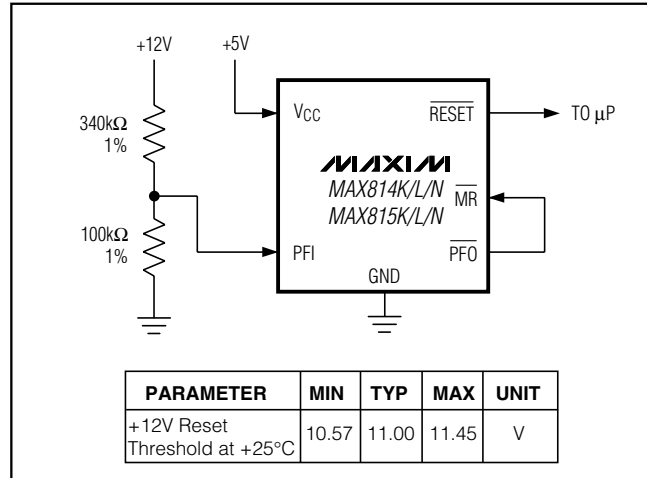 +12V
+5V
340kΩ
1%
100kΩ
1%
VCC
RESET
TO μP
MAXIM
MAX814K/L/N
MAX815K/L/N
MR
PFI
PFO
GND
PARAMETER MIN TYP MAX UNIT
+12V Reset
Threshold at +25°C 10.57 11.00 11.45 V